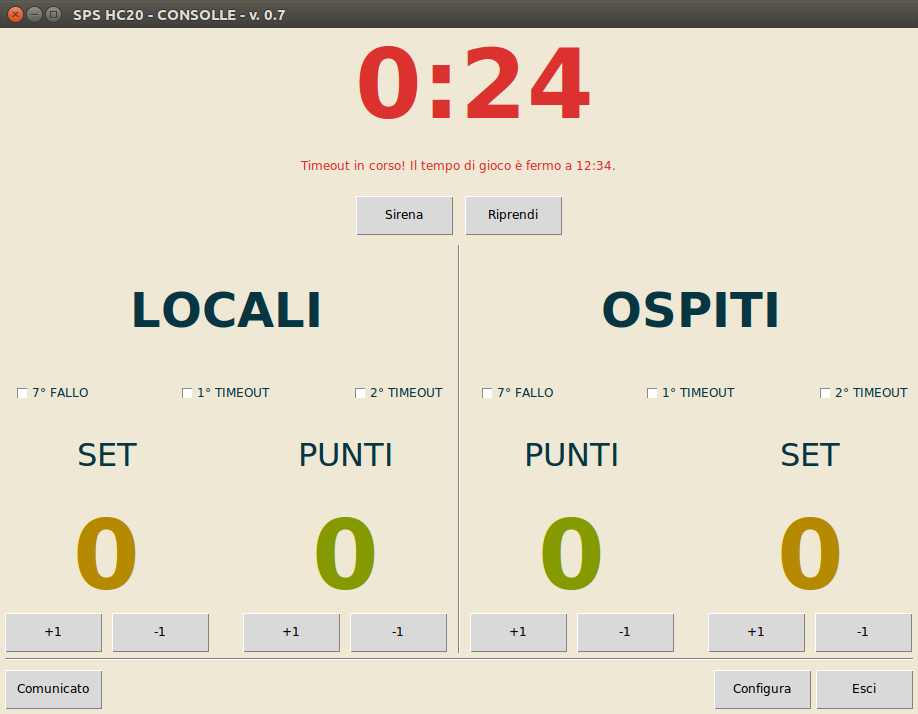 SPS HC20 - CONSOLLE - v. 0.7
0:24
Timeout in corso! Il tempo di gioco è fermo a 12:34.
Sirena Riprendi
LOCALI OSPITI
7° FALLO 1° TIMEOUT 2° TIMEOUT 7° FALLO 1° TIMEOUT 2° TIMEOUT
SET PUNTI PUNTI SET
0 0 0 0
+1 -1 +1 -1 +1 -1 +1 -1
Comunicato Configura Esci